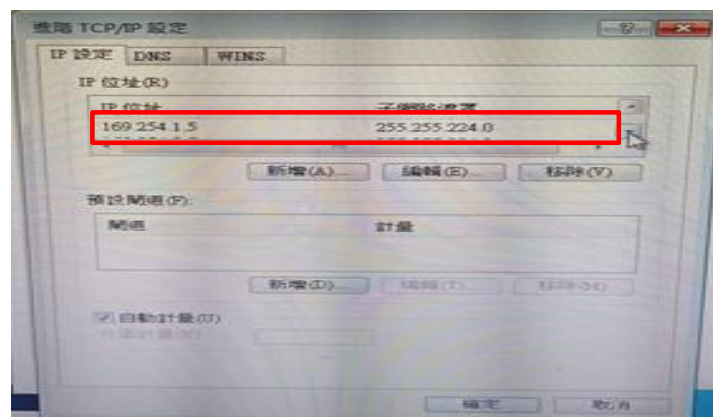 進階 TCP/IP 設定
IP 設定 DNS WINS
IP 位址(R)
IP 位址 子網路遮罩
169.254.1.5 255.255.224.0
新增(A)... 編輯(E)... 移除(V)
預設閘道(F):
閘道 計量
新增(D)... 編輯(T)... 移除(M)
自動計量(U)
確定 取消